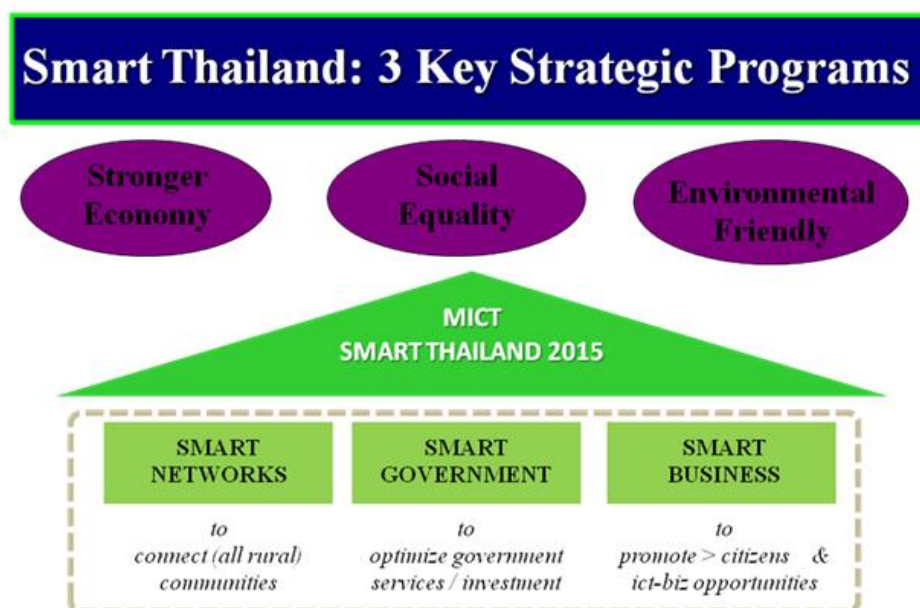 Smart Thailand: 3 Key Strategic Programs
Stronger
Economy
Social
Equality
Environmental
Friendly
MICT
SMART THAILAND 2015
SMART
NETWORKS
to
connect (all rural)
communities
SMART
GOVERNMENT
to
optimize government
services / investment
SMART
BUSINESS
to
promote > citizens &
ict-biz opportunities